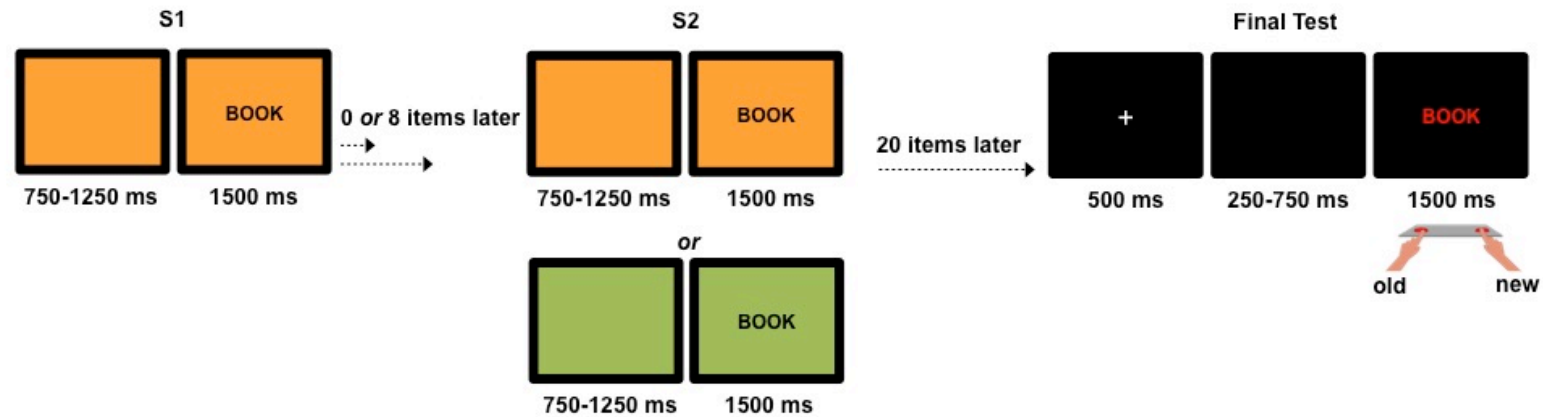 S1
BOOK
750-1250 ms
1500 ms
0 or 8 items later
S2
BOOK
750-1250 ms
1500 ms
or
BOOK
750-1250 ms
1500 ms
20 items later
Final Test
+
BOOK
500 ms
250-750 ms
1500 ms
old
new